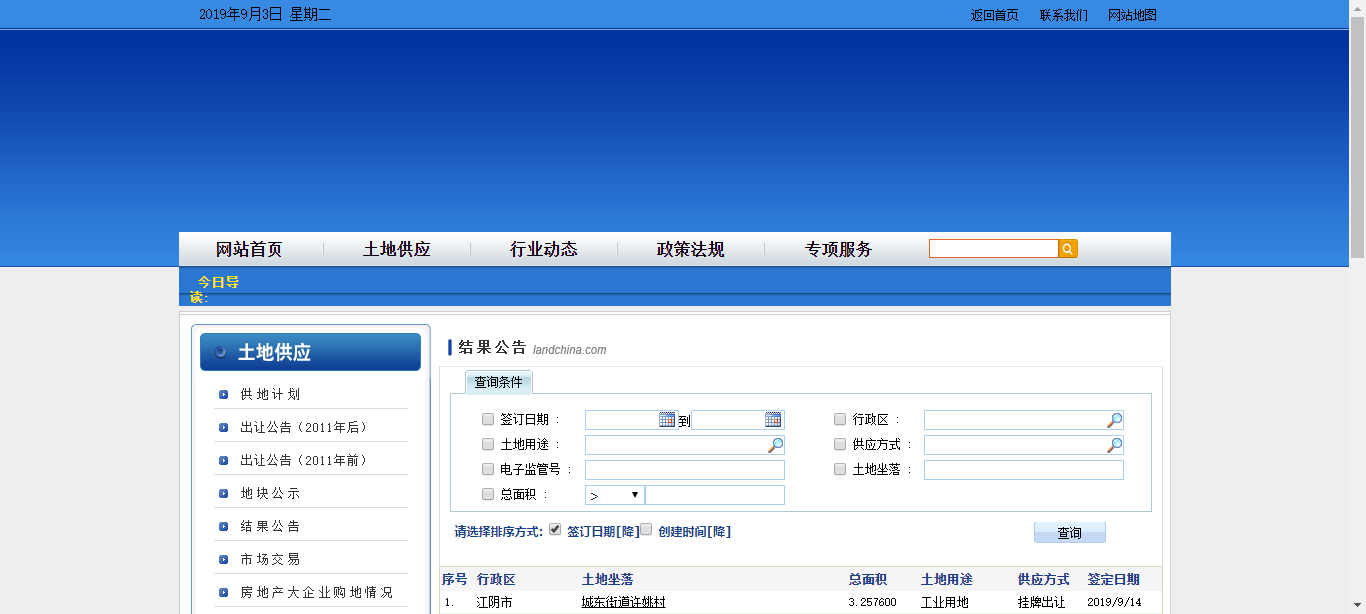 2019年9月3日 星期二 返回首页 联系我们 网站地图
网站首页 土地供应 行业动态 政策法规 专项服务
今日导
读:
土地供应
供地计划
出让公告（2011年后）
出让公告（2011年前）
地块公示
结果公告
市场交易
房地产大企业购地情况
结果公告 landchina.com
查询条件
签订日期： 到 行政区：
土地用途： 供应方式：
电子监管号： 土地坐落：
总面积： >
请选择排序方式: 签订日期[降] 创建时间[降] 查询
序号 行政区 土地坐落 总面积 土地用途 供应方式 签定日期
1. 江阴市 城东街道许姚村 3.257600 工业用地 挂牌出让 2019/9/14